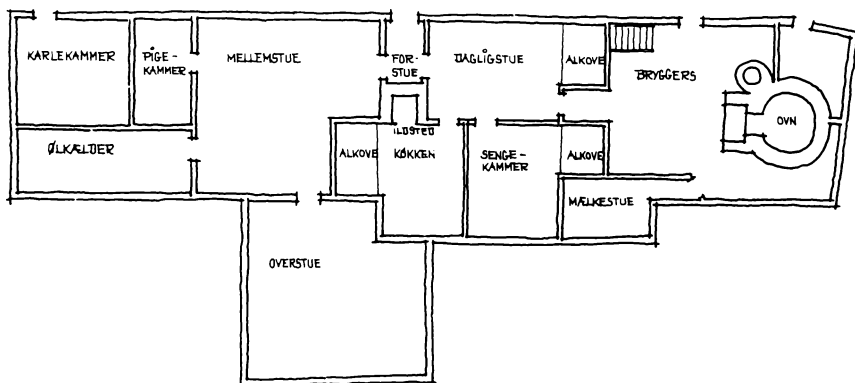 KARLEKAMMER
PIGE-
KAMMER
MELLEMSTUE
FOR-
STUE
DAGLIGSTUE
ALKOVE
BRYGGERS
OVN
ØLKÆLDER
ALKOVE
ILDSTED
KØKKEN
SENGE-
KAMMER
ALKOVE
MÆLKESTUE
OVERSTUE